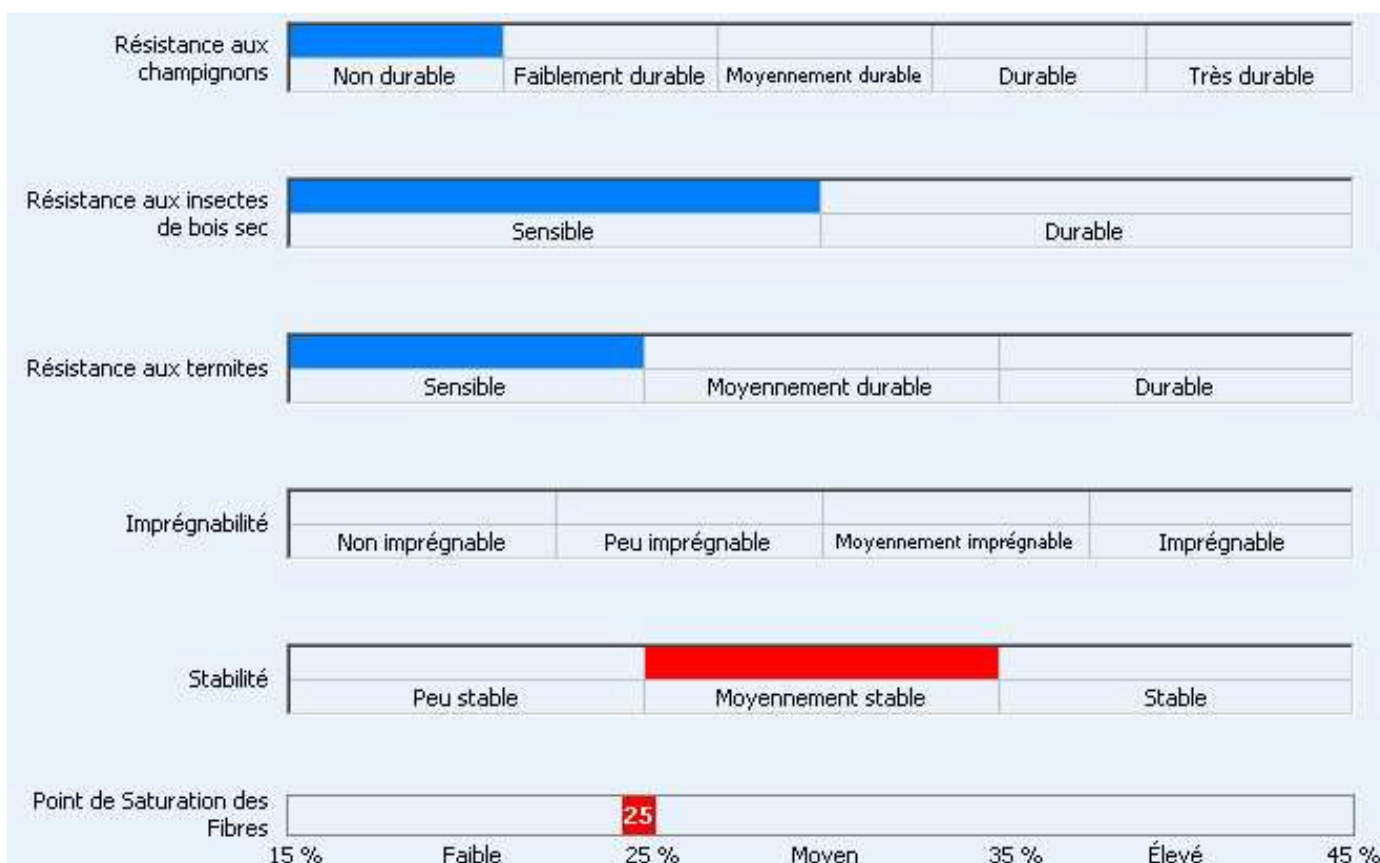 Résistance aux
champignons
Non durable Faiblement durable Moyennement durable Durable Très durable
Résistance aux insectes
de bois sec
Sensible Durable
Résistance aux termites
Sensible Moyennement durable Durable
Imprégnabilité
Non imprégnable Peu imprégnable Moyennement imprégnable Imprégnable
Stabilité
Peu stable Moyennement stable Stable
Point de Saturation des
Fibres
25
15 % Faible 25 % Moyen 35 % Élevé 45 %